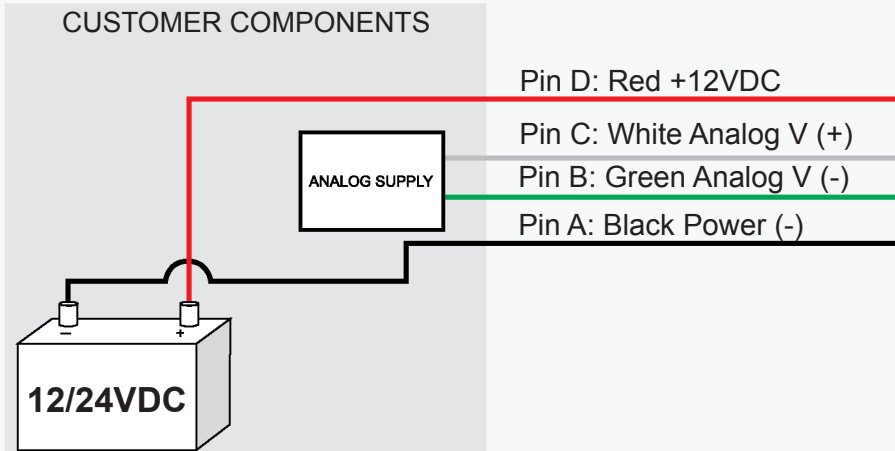 CUSTOMER COMPONENTS
Pin D: Red +12VDC
Pin C: White Analog V (+)
ANALOG SUPPLY
Pin B: Green Analog V (-)
Pin A: Black Power (-)
– +
12/24VDC